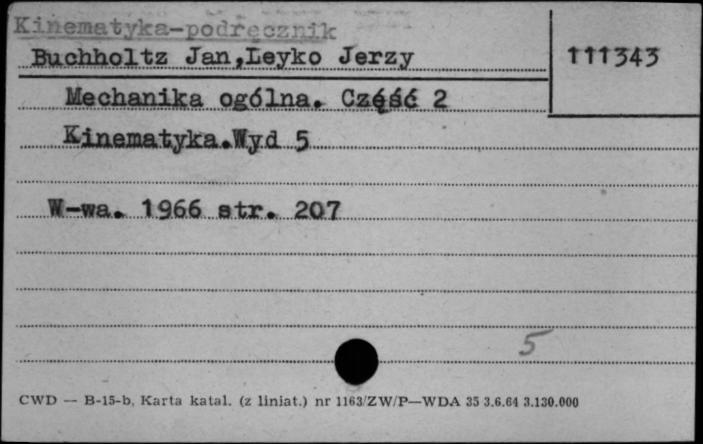 Kinematyka-podręcznik
Buchholtz Jan,Leyko Jerzy
111343
Mechanika ogólna. Część 2
Kinematyka.Wyd 5
W-wa. 1966 str. 207
5
CWD — B-15-b, Karta katal. (z liniat.) nr 1163/ZW/P—WDA 35 3.6.64 3.130.000